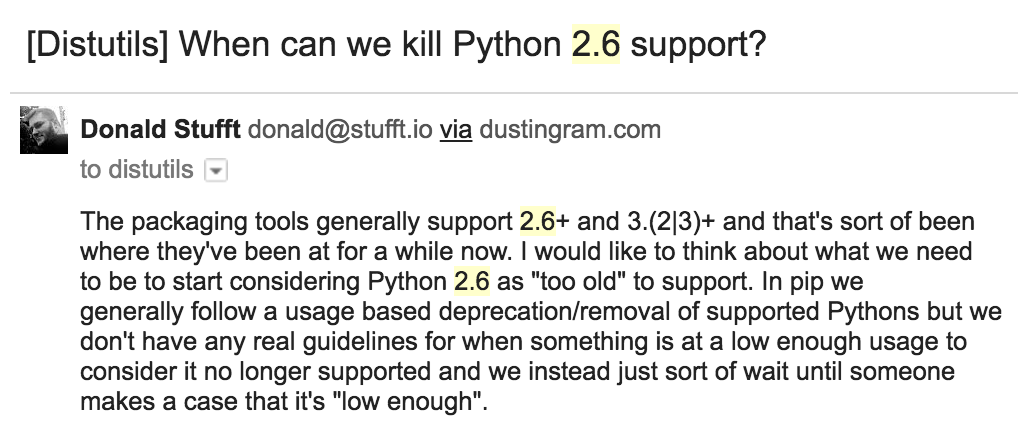 [Distutils] When can we kill Python 2.6 support?
Donald Stufft donald@stufft.io via dustingram.com
to distutils
The packaging tools generally support 2.6+ and 3.(2|3)+ and that's sort of been
where they've been at for a while now. I would like to think about what we need
to be to start considering Python 2.6 as "too old" to support. In pip we
generally follow a usage based deprecation/removal of supported Pythons but we
don't have any real guidelines for when something is at a low enough usage to
consider it no longer supported and we instead just sort of wait until someone
makes a case that it's "low enough".